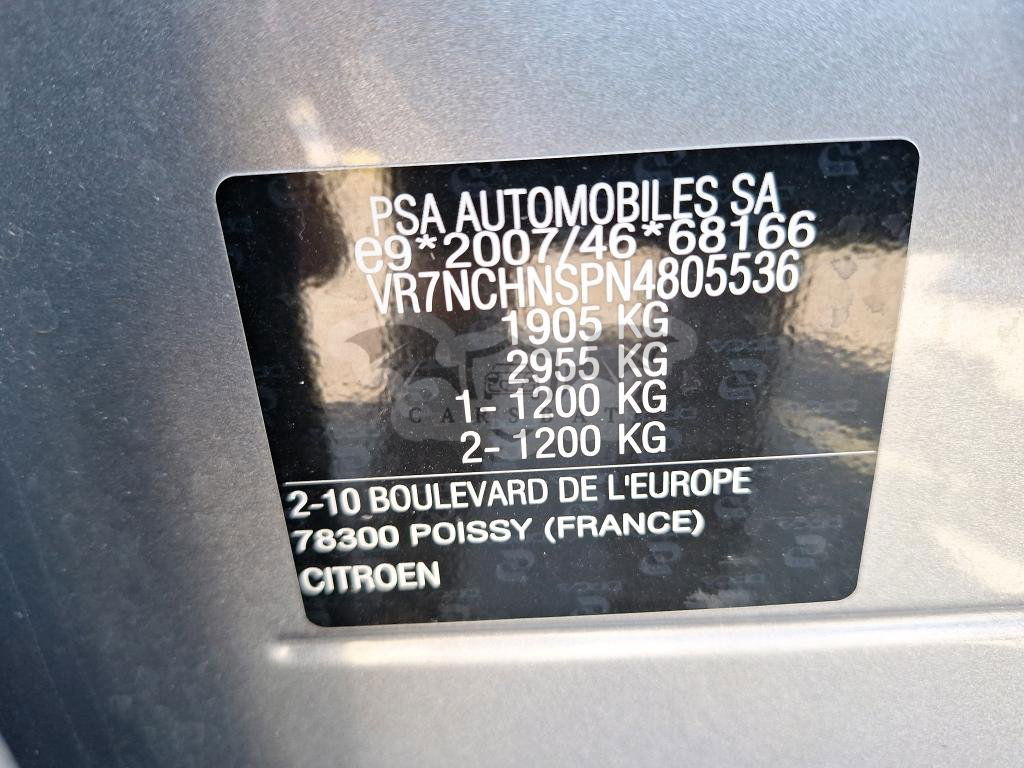 PSA AUTOMOBILES SA
e9*2007/46*68166
VR7NCHNSPN4805536
1905 KG
2955 KG
1- 1200 KG
2- 1200 KG
CARSCAT
2-10 BOULEVARD DE L'EUROPE
78300 POISSY (FRANCE)
CITROEN